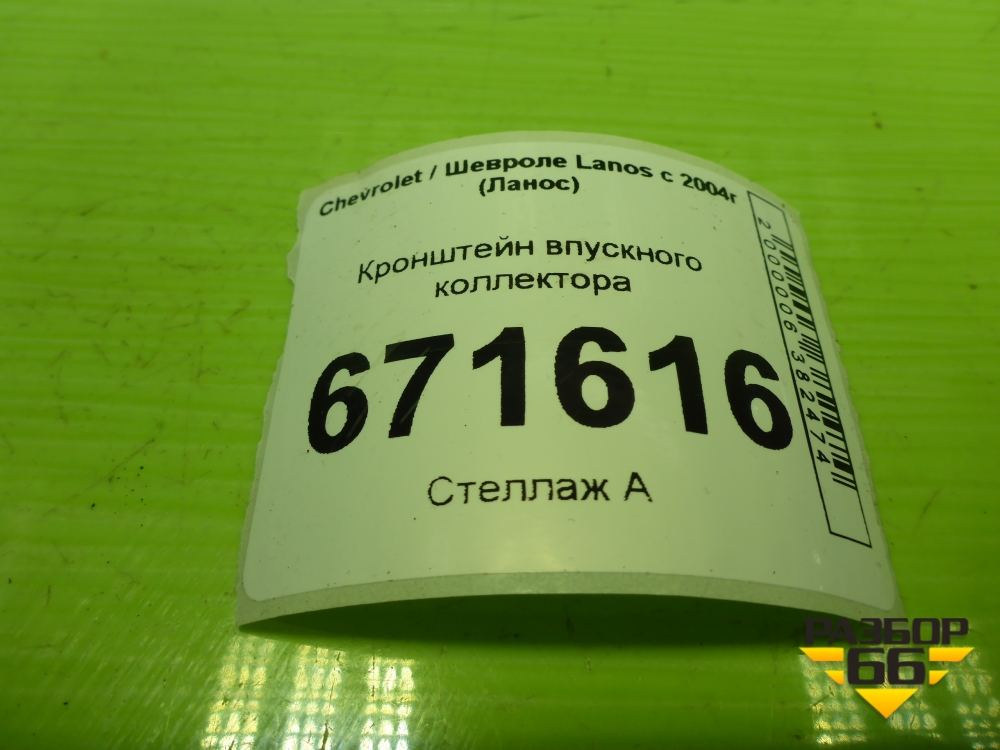 Chevrolet / Шевроле Lanos с 2004г
(Ланос)
Кронштейн впускного
коллектора
671616
Стеллаж А
2000006382474
РАЗБОР
66